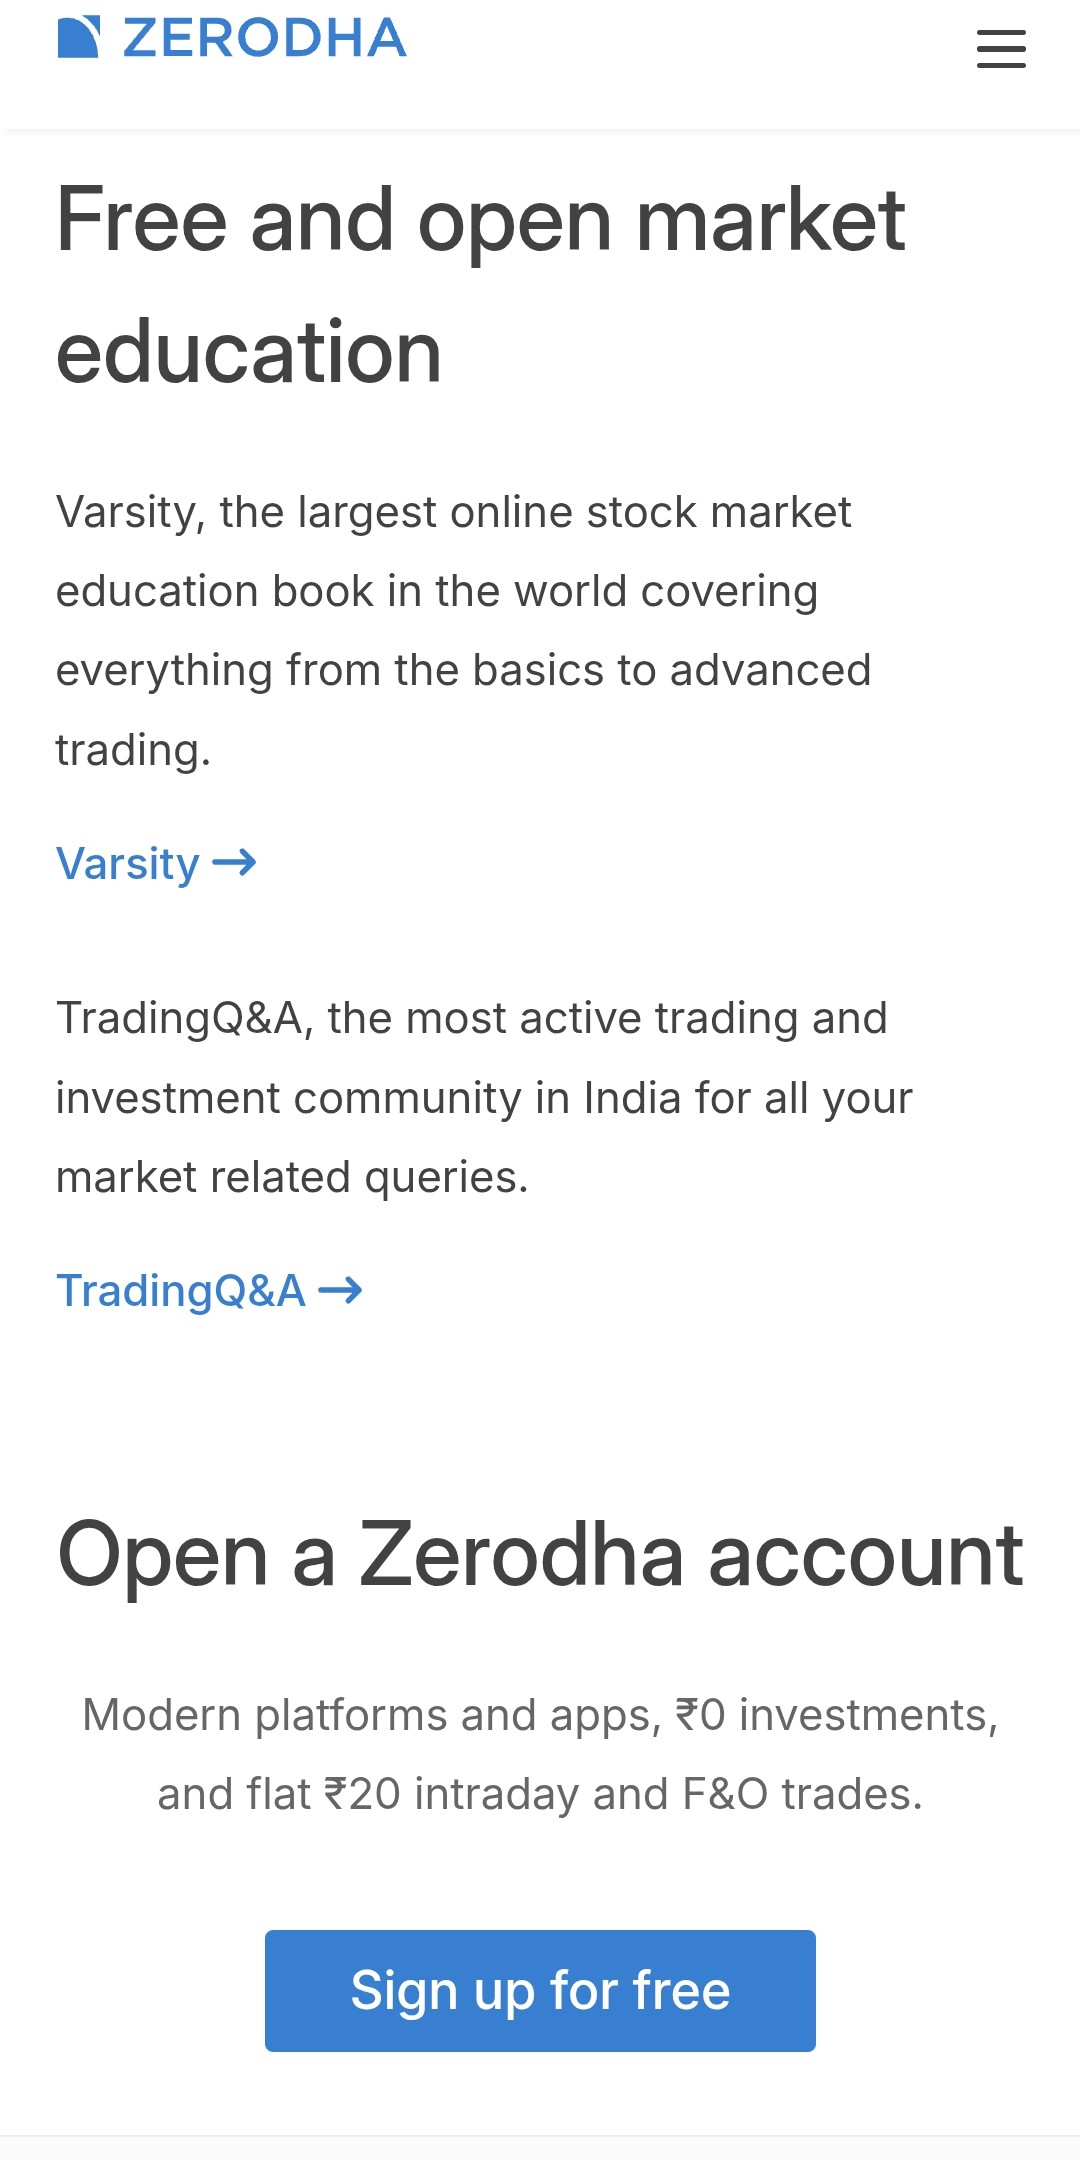 ZERODHA
Free and open market
education
Varsity, the largest online stock market
education book in the world covering
everything from the basics to advanced
trading.
Varsity →
TradingQ&A, the most active trading and
investment community in India for all your
market related queries.
TradingQ&A →
Open a Zerodha account
Modern platforms and apps, ₹0 investments,
and flat ₹20 intraday and F&O trades.
Sign up for free